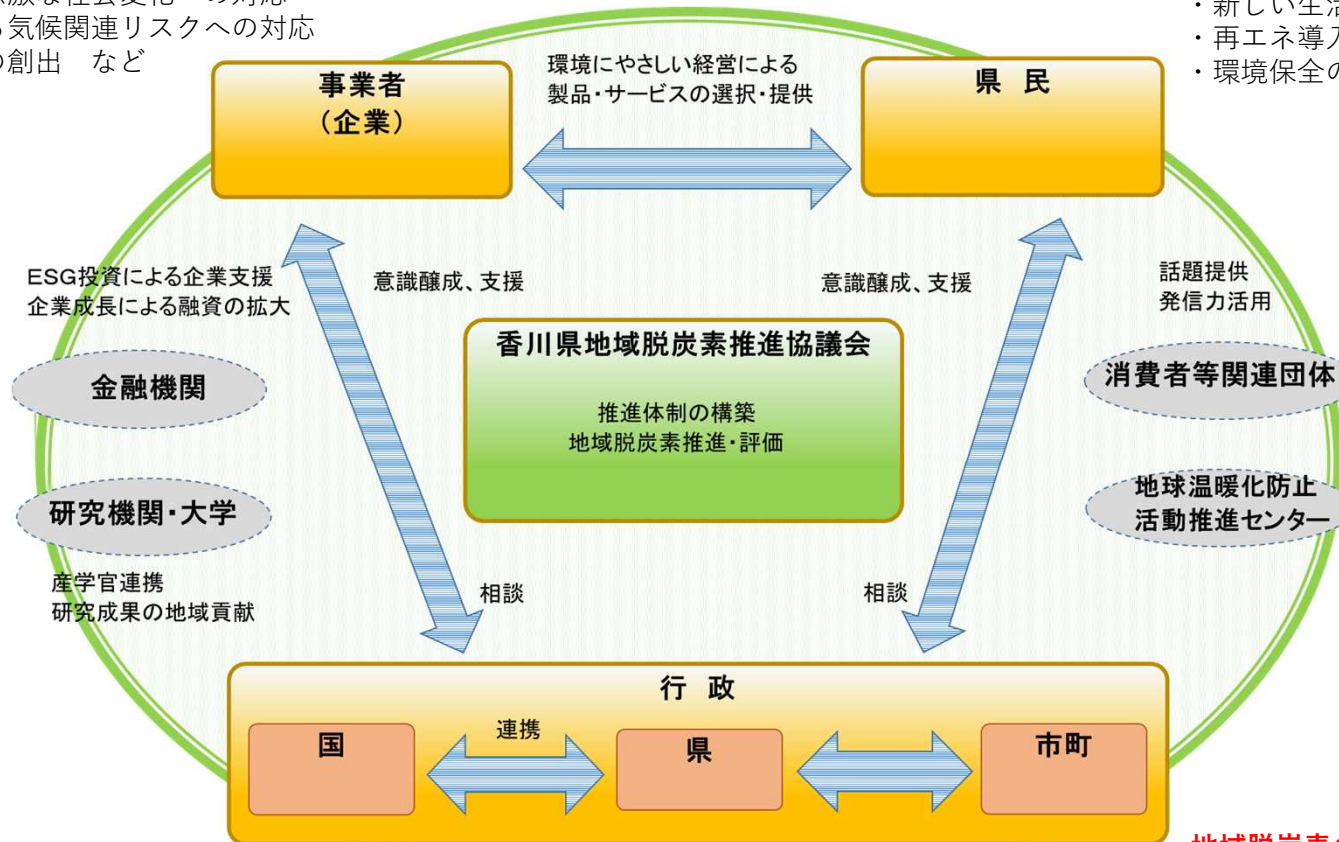 な社会変化への対応
気候関連リスクへの対応
の創出 など
・新しい生
・再エネ導
・環境保全の
事業者
(企業)
環境にやさしい経営による
製品・サービスの選択・提供
県 民
ESG投資による企業支援
企業成長による融資の拡大
意識醸成、支援
意識醸成、支援
話題提供
発信力活用
香川県地域脱炭素推進協議会
推進体制の構築
地域脱炭素推進・評価
金融機関
消費者等関連団体
研究機関・大学
地球温暖化防止
活動推進センター
産学官連携
研究成果の地域貢献
相談
相談
行 政
国
連携
県
市町